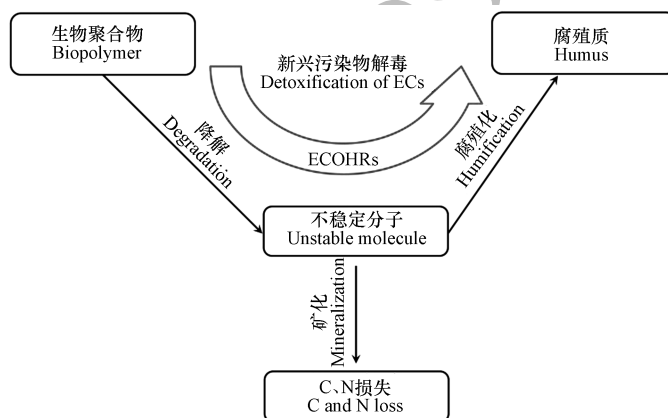 生物聚合物
Biopolymer
腐殖质
Humus
新兴污染物解毒
Detoxification of ECs
ECOHRs
降解
Degradation
腐殖化
Humification
不稳定分子
Unstable molecule
矿化
Mineralization
C、N损失
C and N loss